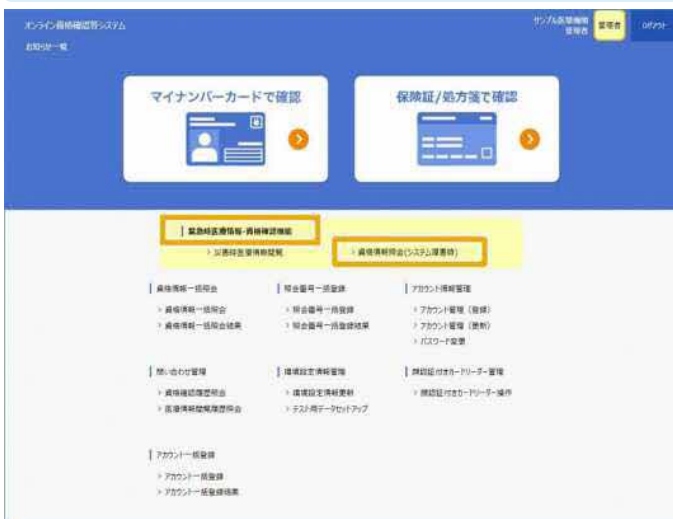 オンライン資格確認等システム
サンプル医療機関
管理者
管理者
ログアウト
お知らせ一覧
マイナンバーカードで確認
保険証/処方箋で確認
緊急時医療情報・資格確認機能
災害時医療情報閲覧
資格情報照会(システム障害時)
資格情報一括照会
照会番号一括登録
アカウント情報管理
資格情報一括照会
照会番号一括登録
アカウント管理（登録）
資格情報一括照会結果
照会番号一括登録結果
アカウント管理（更新）
パスワード変更
問い合わせ管理
環境設定情報管理
顔認証付きカードリーダー管理
資格確認履歴照会
環境設定情報更新
顔認証付きカードリーダー操作
医療情報閲覧履歴照会
テスト用データセットアップ
アカウント一括登録
アカウント一括登録
アカウント一括登録結果